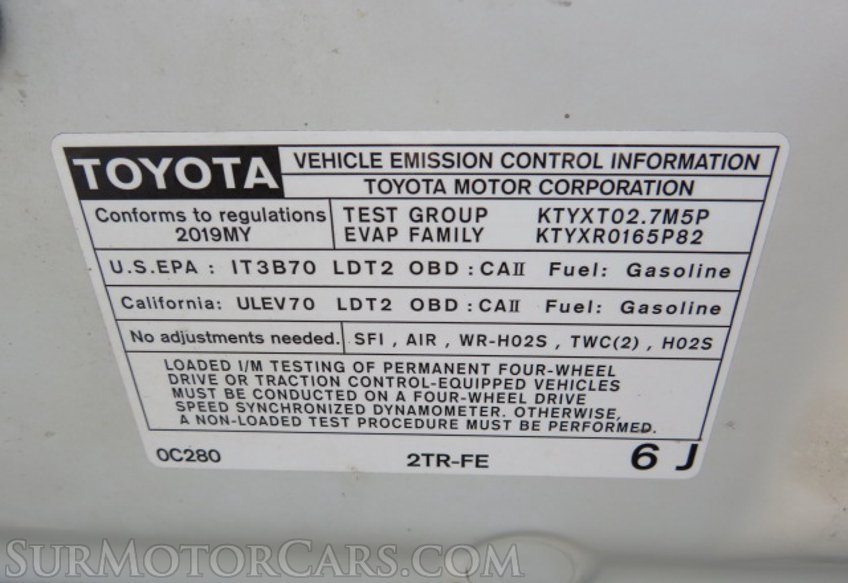 TOYOTA
VEHICLE EMISSION CONTROL INFORMATION
TOYOTA MOTOR CORPORATION
Conforms to regulations
2019MY
TEST GROUP KTYXT02.7M5P
EVAP FAMILY KTYXR0165P82
U.S.EPA : IT3B70 LDT2 OBD : CAII Fuel: Gasoline
California: ULEV70 LDT2 OBD : CAII Fuel: Gasoline
No adjustments needed.
SFI , AIR , WR-HO2S , TWC(2) , HO2S
LOADED I/M TESTING OF PERMANENT FOUR-WHEEL
DRIVE OR TRACTION CONTROL-EQUIPPED VEHICLES
MUST BE CONDUCTED ON A FOUR-WHEEL DRIVE
SPEED SYNCHRONIZED DYNAMOMETER. OTHERWISE,
A NON-LOADED TEST PROCEDURE MUST BE PERFORMED.
0C280 2TR-FE 6 J
SURMOTORCARS.COM